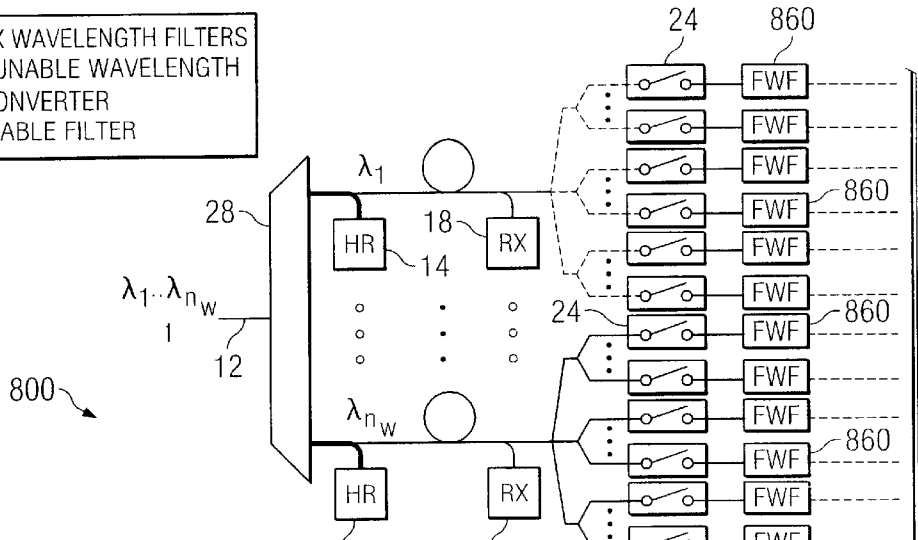 X WAVELENGTH FILTERS
UNABLE WAVELENGTH
ONVERTER
ABLE FILTER
24
860
FWF
FWF
λ1
28
FWF
18
860
HR
RX
FWF
14
FWF
λ1..λnw
1
12
FWF
24
860
FWF
800
FWF
λnw
FWF
860
FWF
HR
RX
FWF
FWF